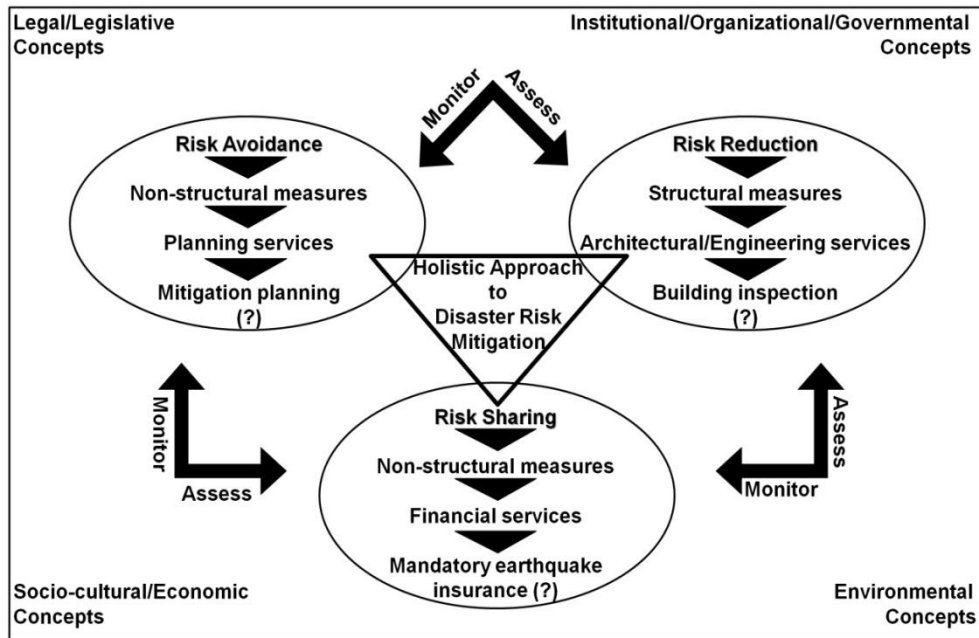 Legal/Legislative
Concepts
Institutional/Organizational/Governmental
Concepts
Monitor
Assess
Risk Avoidance
Non-structural measures
Planning services
Mitigation planning
(?)
Risk Reduction
Structural measures
Architectural/Engineering services
Building inspection
(?)
Holistic Approach
to
Disaster Risk
Mitigation
Monitor
Assess
Assess
Monitor
Risk Sharing
Non-structural measures
Financial services
Mandatory earthquake
insurance (?)
Socio-cultural/Economic
Concepts
Environmental
Concepts